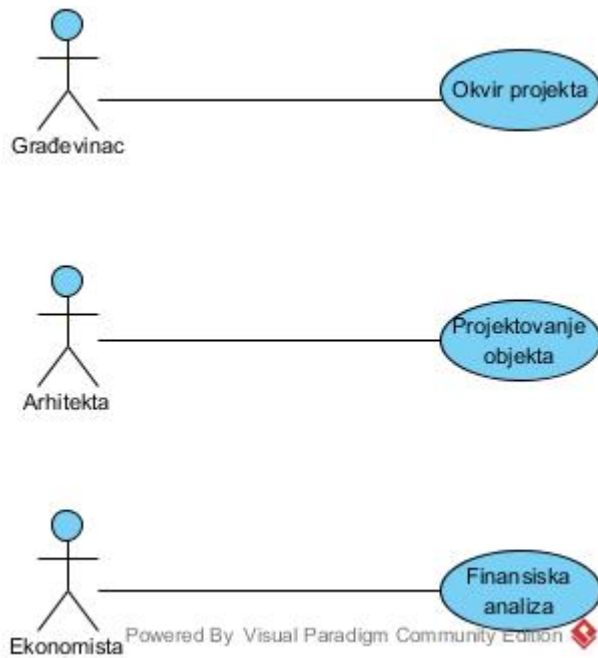 Okvir projekta
Građevinac
Projektovanje
objekta
Arhitekta
Finansiska
analiza
Ekonomista
Powered By Visual Paradigm Community Edition